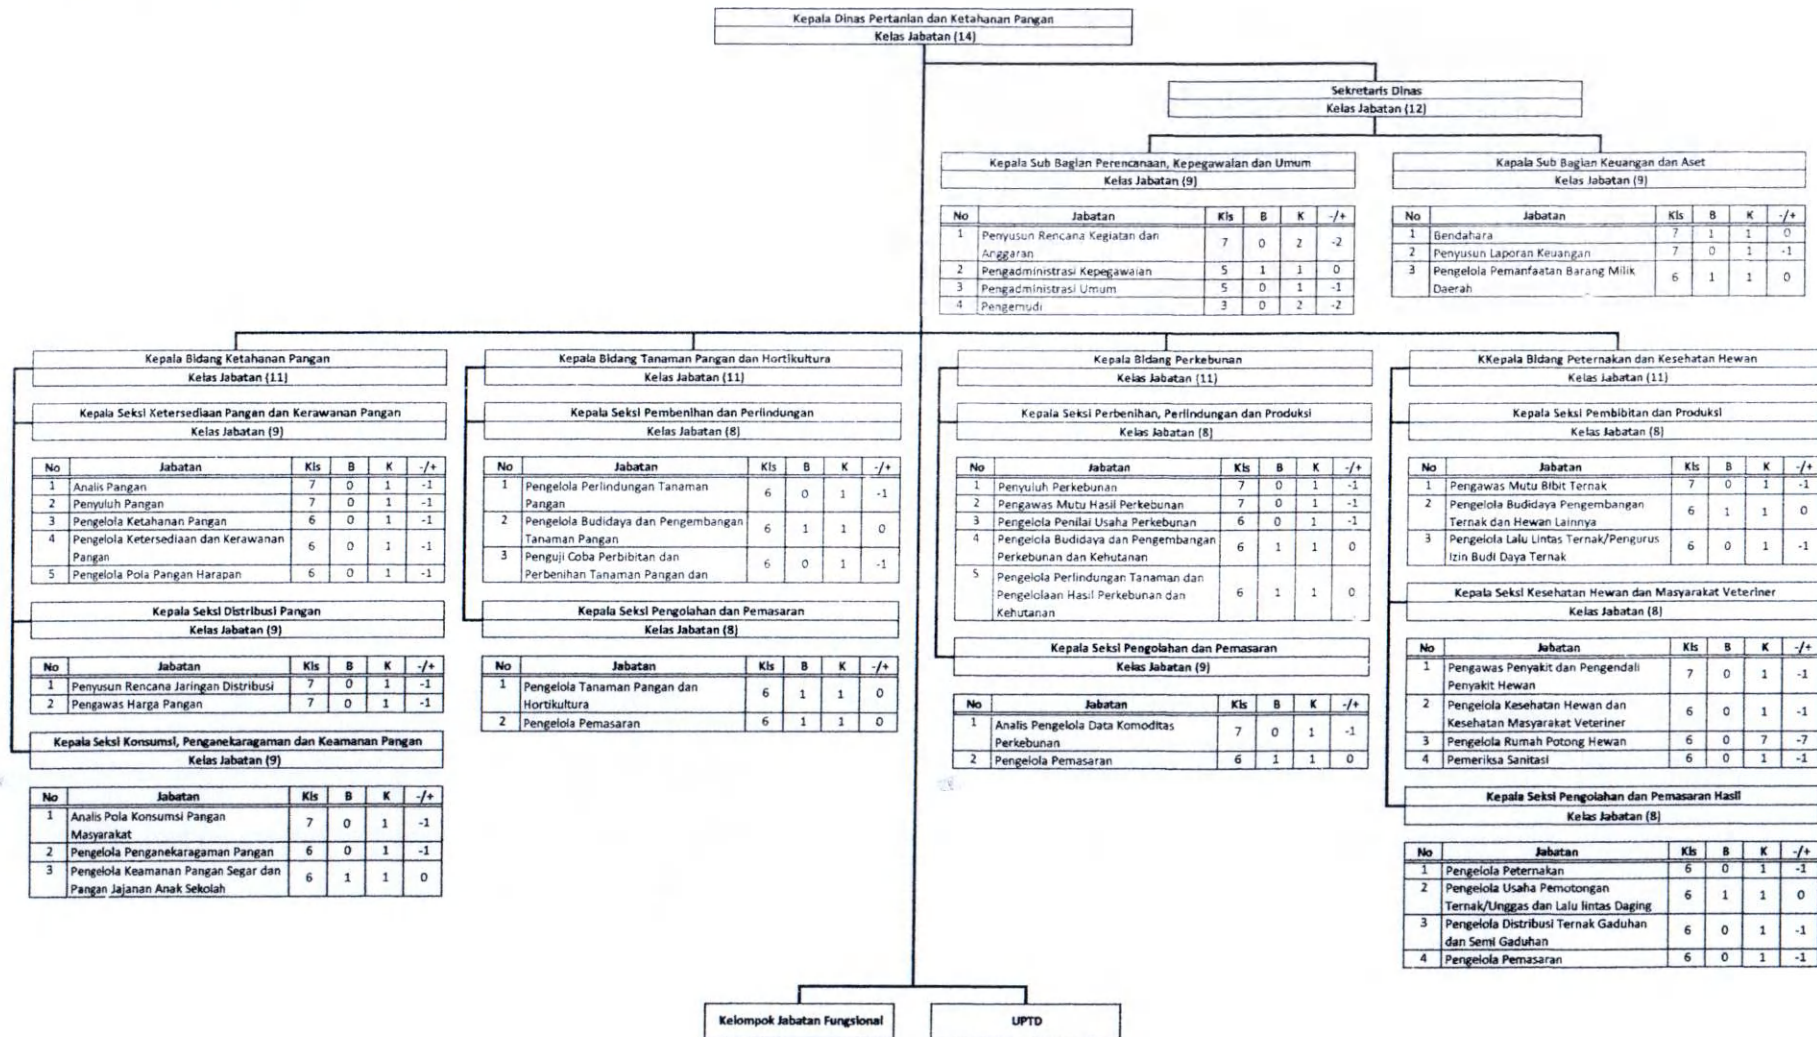 Kepala Dinas Pertanian dan Ketahanan Pangan
Kelas Jabatan (14)
Sekretaris Dinas
Kelas Jabatan (12)
Kepala Sub Bagian Perencanaan, Kepegawaian dan Umum
Kelas Jabatan (9)
No Jabatan Kls B K -/+
1 Penyusun Rencana Kegiatan dan
Anggaran 7 0 2 -2
2 Pengadministrasi Kepegawaian 5 1 1 0
3 Pengadministrasi Umum 5 0 1 -1
4 Pengemudi 3 0 2 -2
Kapala Sub Bagian Keuangan dan Aset
Kelas Jabatan (9)
No Jabatan Kls B K -/+
1 Bendahara 7 1 1 0
2 Penyusun Laporan Keuangan 7 0 1 -1
3 Pengelola Pemanfaatan Barang Milik
Daerah 6 1 1 0
Kepala Bidang Ketahanan Pangan
Kelas Jabatan (11)
Kepala Seksi Ketersediaan Pangan dan Kerawanan Pangan
Kelas Jabatan (9)
No Jabatan Kls B K -/+
1 Analis Pangan 7 0 1 -1
2 Penyuluh Pangan 7 0 1 -1
3 Pengelola Ketahanan Pangan 6 0 1 -1
4 Pengelola Ketersediaan dan Kerawanan
Pangan 6 0 1 -1
5 Pengelola Pola Pangan Harapan 6 0 1 -1
Kepala Seksi Distribusi Pangan
Kelas Jabatan (9)
No Jabatan Kls B K -/+
1 Penyusun Rencana Jaringan Distribusi 7 0 1 -1
2 Pengawas Harga Pangan 7 0 1 -1
Kepala Seksi Konsumsi, Penganekaragaman dan Keamanan Pangan
Kelas Jabatan (9)
No Jabatan Kls B K -/+
1 Analis Pola Konsumsi Pangan
Masyarakat 7 0 1 -1
2 Pengelola Penganekaragaman Pangan 6 0 1 -1
3 Pengelola Keamanan Pangan Segar dan
Pangan Jajanan Anak Sekolah 6 1 1 0
Kepala Bidang Tanaman Pangan dan Hortikultura
Kelas Jabatan (11)
Kepala Seksi Pembenihan dan Perlindungan
Kelas Jabatan (8)
No Jabatan Kls B K -/+
1 Pengelola Perlindungan Tanaman
Pangan 6 0 1 -1
2 Pengelola Budidaya dan Pengembangan
Tanaman Pangan 6 1 1 0
3 Penguji Coba Perbibitan dan
Perbenihan Tanaman Pangan dan 6 0 1 -1
Kepala Seksi Pengolahan dan Pemasaran
Kelas Jabatan (8)
No Jabatan Kls B K -/+
1 Pengelola Tanaman Pangan dan
Hortikultura 6 1 1 0
2 Pengelola Pemasaran 6 1 1 0
Kepala Bidang Perkebunan
Kelas Jabatan (11)
Kepala Seksi Perbenihan, Perlindungan dan Produksi
Kelas Jabatan (8)
No Jabatan Kls B K -/+
1 Penyuluh Perkebunan 7 0 1 -1
2 Pengawas Mutu Hasil Perkebunan 7 0 1 -1
3 Pengelola Penilai Usaha Perkebunan 6 0 1 -1
4 Pengelola Budidaya dan Pengembangan
Perkebunan dan Kehutanan 6 1 1 0
5 Pengelola Perlindungan Tanaman dan
Pengelolaan Hasil Perkebunan dan 6 1 1 0
Kehutanan
Kepala Seksi Pengolahan dan Pemasaran
Kelas Jabatan (9)
No Jabatan Kls B K -/+
1 Analis Pengelola Data Komoditas
Perkebunan 7 0 1 -1
2 Pengelola Pemasaran 6 1 1 0
KKepala Bidang Peternakan dan Kesehatan Hewan
Kelas Jabatan (11)
Kepala Seksi Pembibitan dan Produksi
Kelas Jabatan (8)
No Jabatan Kls B K -/+
1 Pengawas Mutu Bibit Ternak 7 0 1 -1
2 Pengelola Budidaya Pengembangan
Ternak dan Hewan Lainnya 6 1 1 0
3 Pengelola Lalu Lintas Ternak/Pengurus
Izin Budi Daya Ternak 6 0 1 -1
Kepala Seksi Kesehatan Hewan dan Masyarakat Veteriner
Kelas Jabatan (8)
No Jabatan Kls B K -/+
1 Pengawas Penyakit dan Pengendali
Penyakit Hewan 7 0 1 -1
2 Pengelola Kesehatan Hewan dan
Kesehatan Masyarakat Veteriner 6 0 1 -1
3 Pengelola Rumah Potong Hewan 6 0 7 -7
4 Pemeriksa Sanitasi 6 0 1 -1
Kepala Seksi Pengolahan dan Pemasaran Hasil
Kelas Jabatan (8)
No Jabatan Kls B K -/+
1 Pengelola Peternakan 6 0 1 -1
2 Pengelola Usaha Pemotongan
Ternak/Unggas dan Lalu lintas Daging 6 1 1 0
3 Pengelola Distribusi Ternak Gaduhan
dan Semi Gaduhan 6 0 1 -1
4 Pengelola Pemasaran 6 0 1 -1
Kelompok Jabatan Fungsional
UPTD